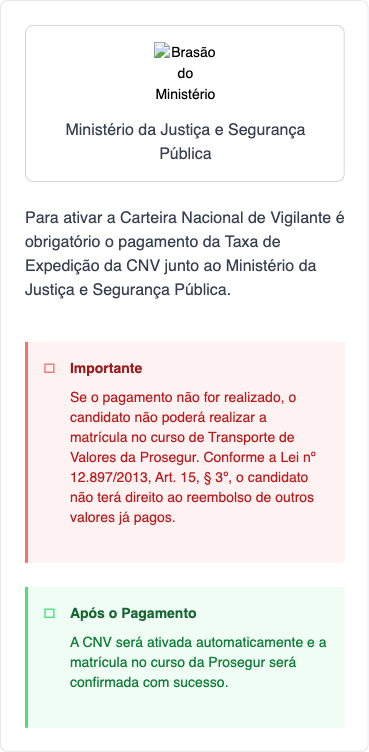 Brasão
do
Ministério
Ministério da Justiça e Segurança
Pública
Para ativar a Carteira Nacional de Vigilante é
obrigatório o pagamento da Taxa de
Expedição da CNV junto ao Ministério da
Justiça e Segurança Pública.
Importante
Se o pagamento não for realizado, o
candidato não poderá realizar a
matrícula no curso de Transporte de
Valores da Prosegur. Conforme a Lei nº
12.897/2013, Art. 15, § 3º, o candidato
não terá direito ao reembolso de outros
valores já pagos.
Após o Pagamento
A CNV será ativada automaticamente e a
matrícula no curso da Prosegur será
confirmada com sucesso.